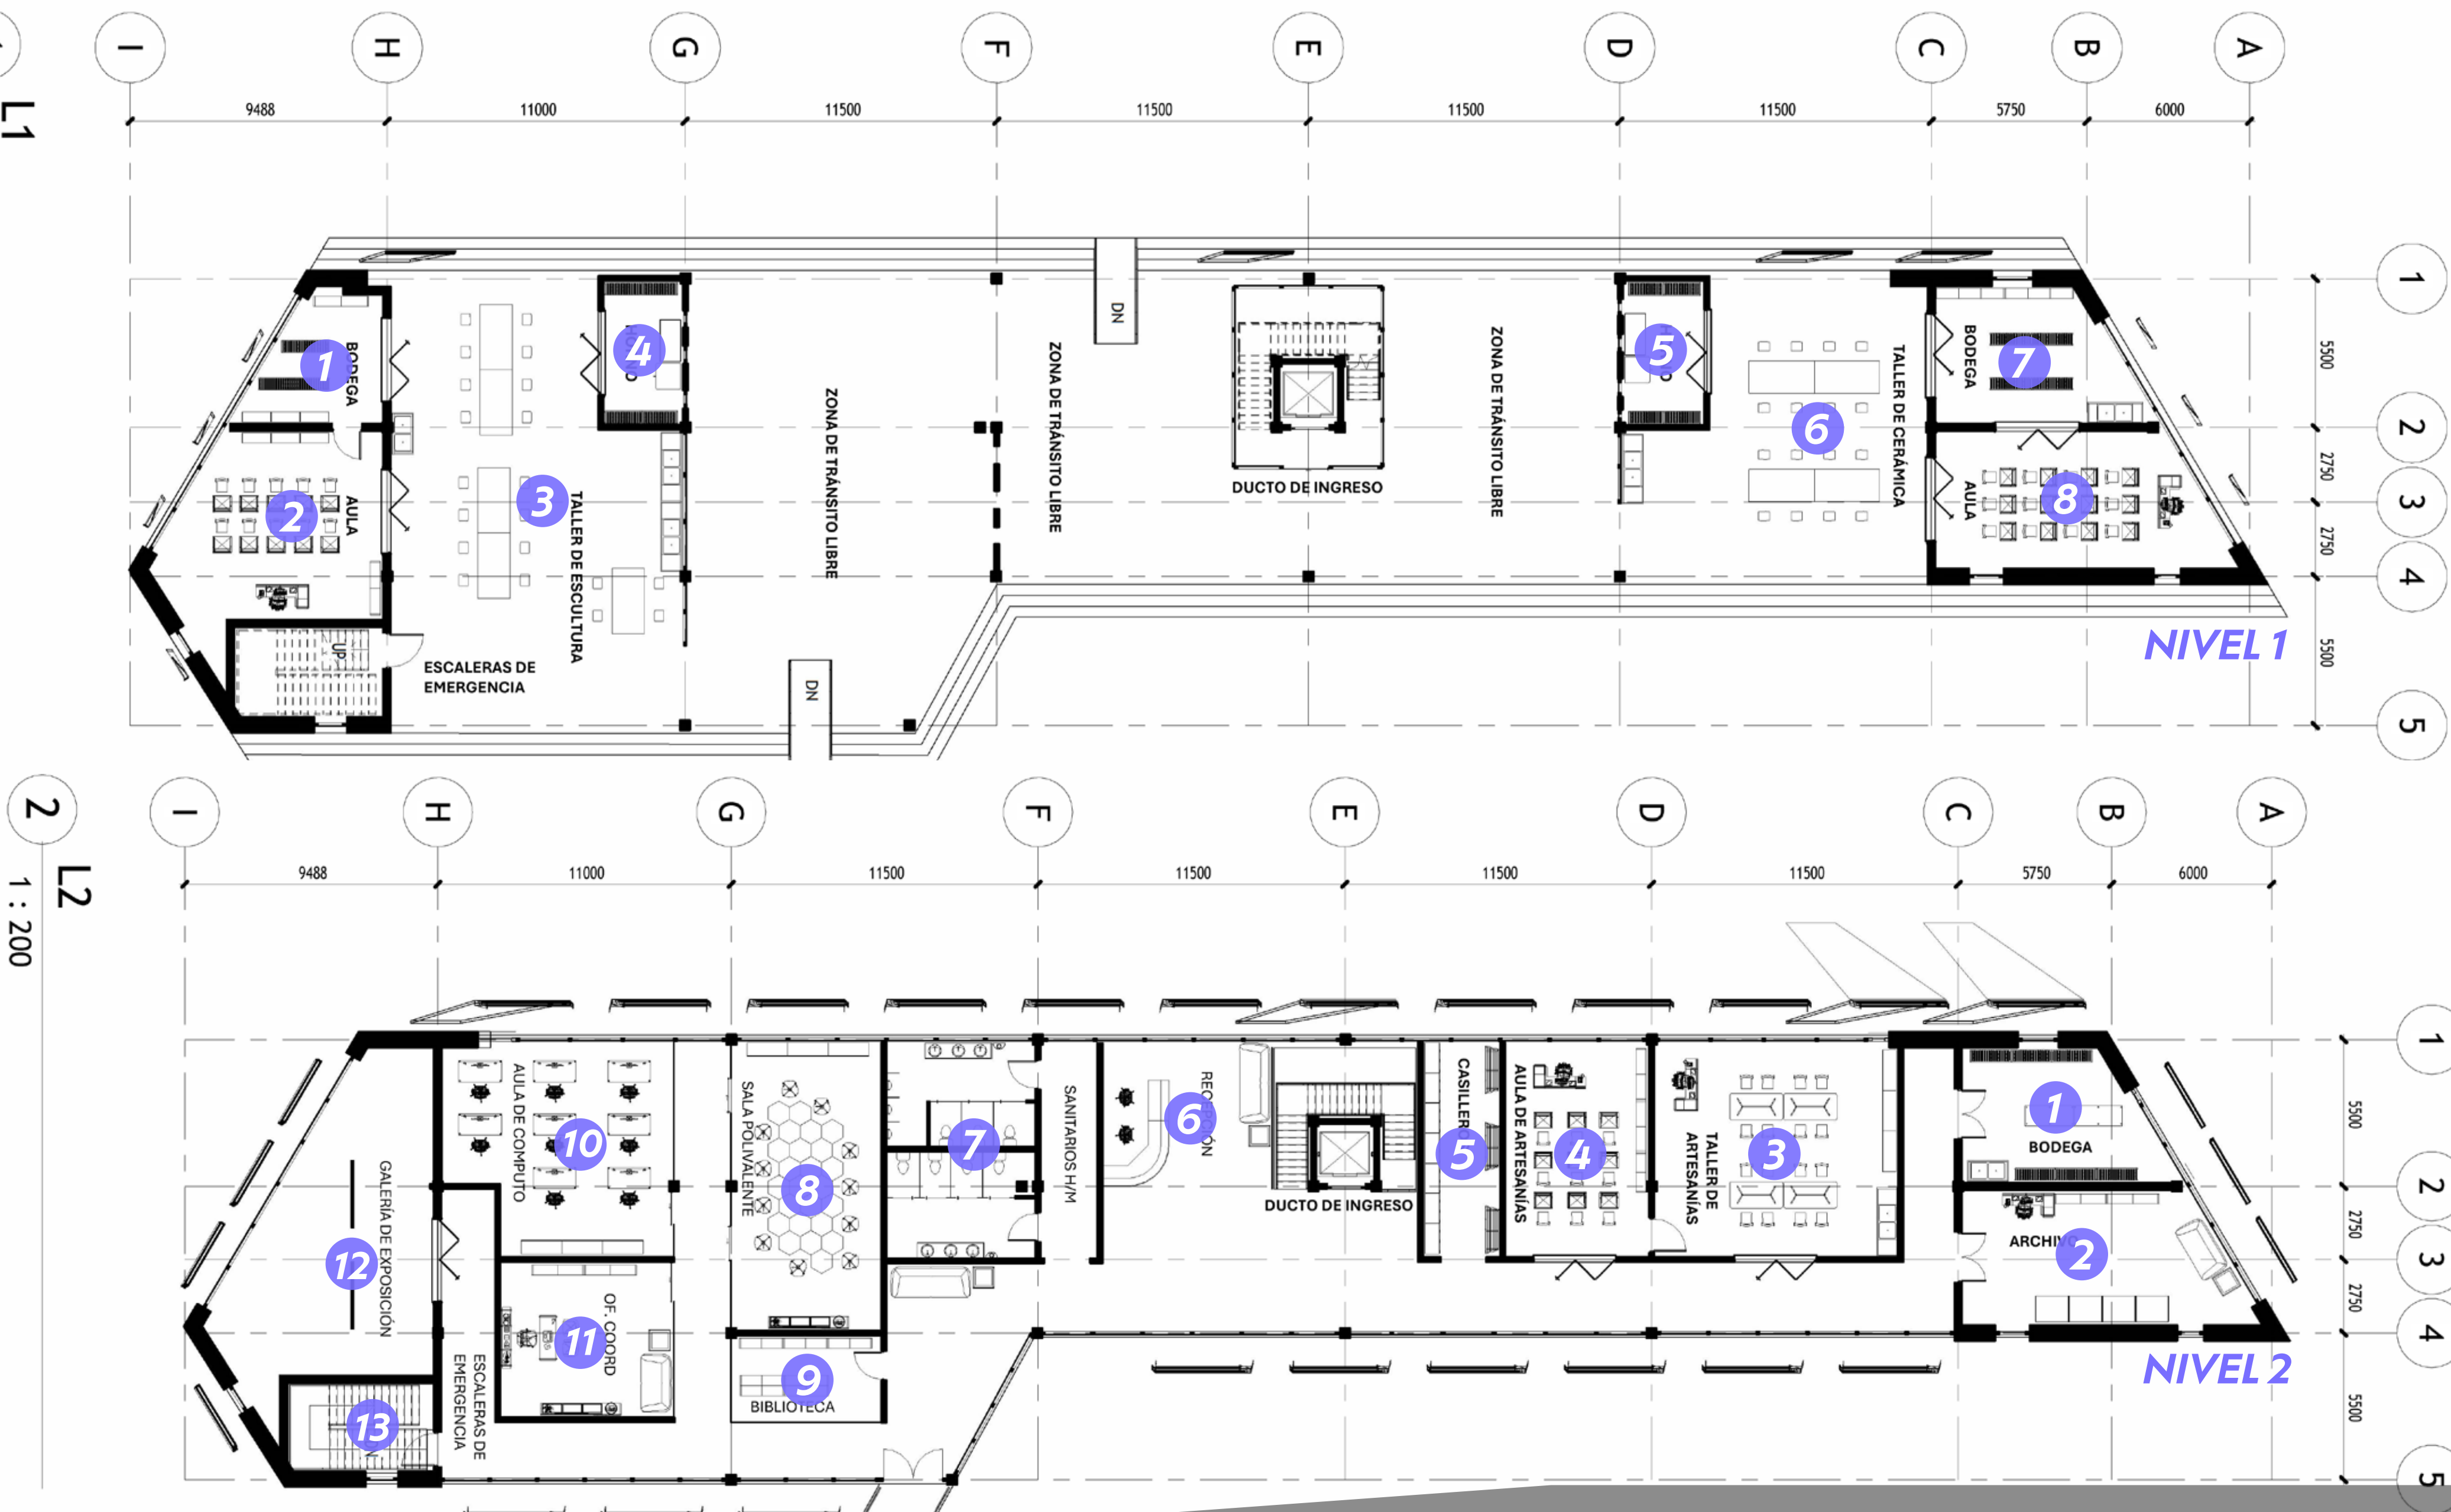 I H G F E D C B A
9488 11000 11500 11500 11500 11500 5750 6000
L1
1
5500
2
2750
3
2750
4
5500
5
DN
BODEGA
1
4
ZONA DE TRÁNSITO LIBRE
ZONA DE TRÁNSITO LIBRE
ZONA DE TRÁNSITO LIBRE
5
6
TALLER DE CERÁMICA
BODEGA
7
2
AULA
3
TALLER DE ESCULTURA
DUCTO DE INGRESO
AULA
8
UP
ESCALERAS DE
EMERGENCIA
DN
NIVEL 1
2
L2
1 : 200
I H G F E D C B A
9488 11000 11500 11500 11500 11500 5750 6000
1
5500
2
2750
3
2750
4
5500
5
AULA DE COMPUTO
10
SALA POLIVALENTE
8
7
SANITARIOS H/M
6
DUCTO DE INGRESO
5
AULA DE ARTESANÍAS
4
TALLER DE
ARTESANÍAS
3
1
BODEGA
2
GALERÍA DE EXPOSICIÓN
12
OF. COORD
11
9
BIBLIOTECA
ESCALERAS DE
EMERGENCIA
13
NIVEL 2